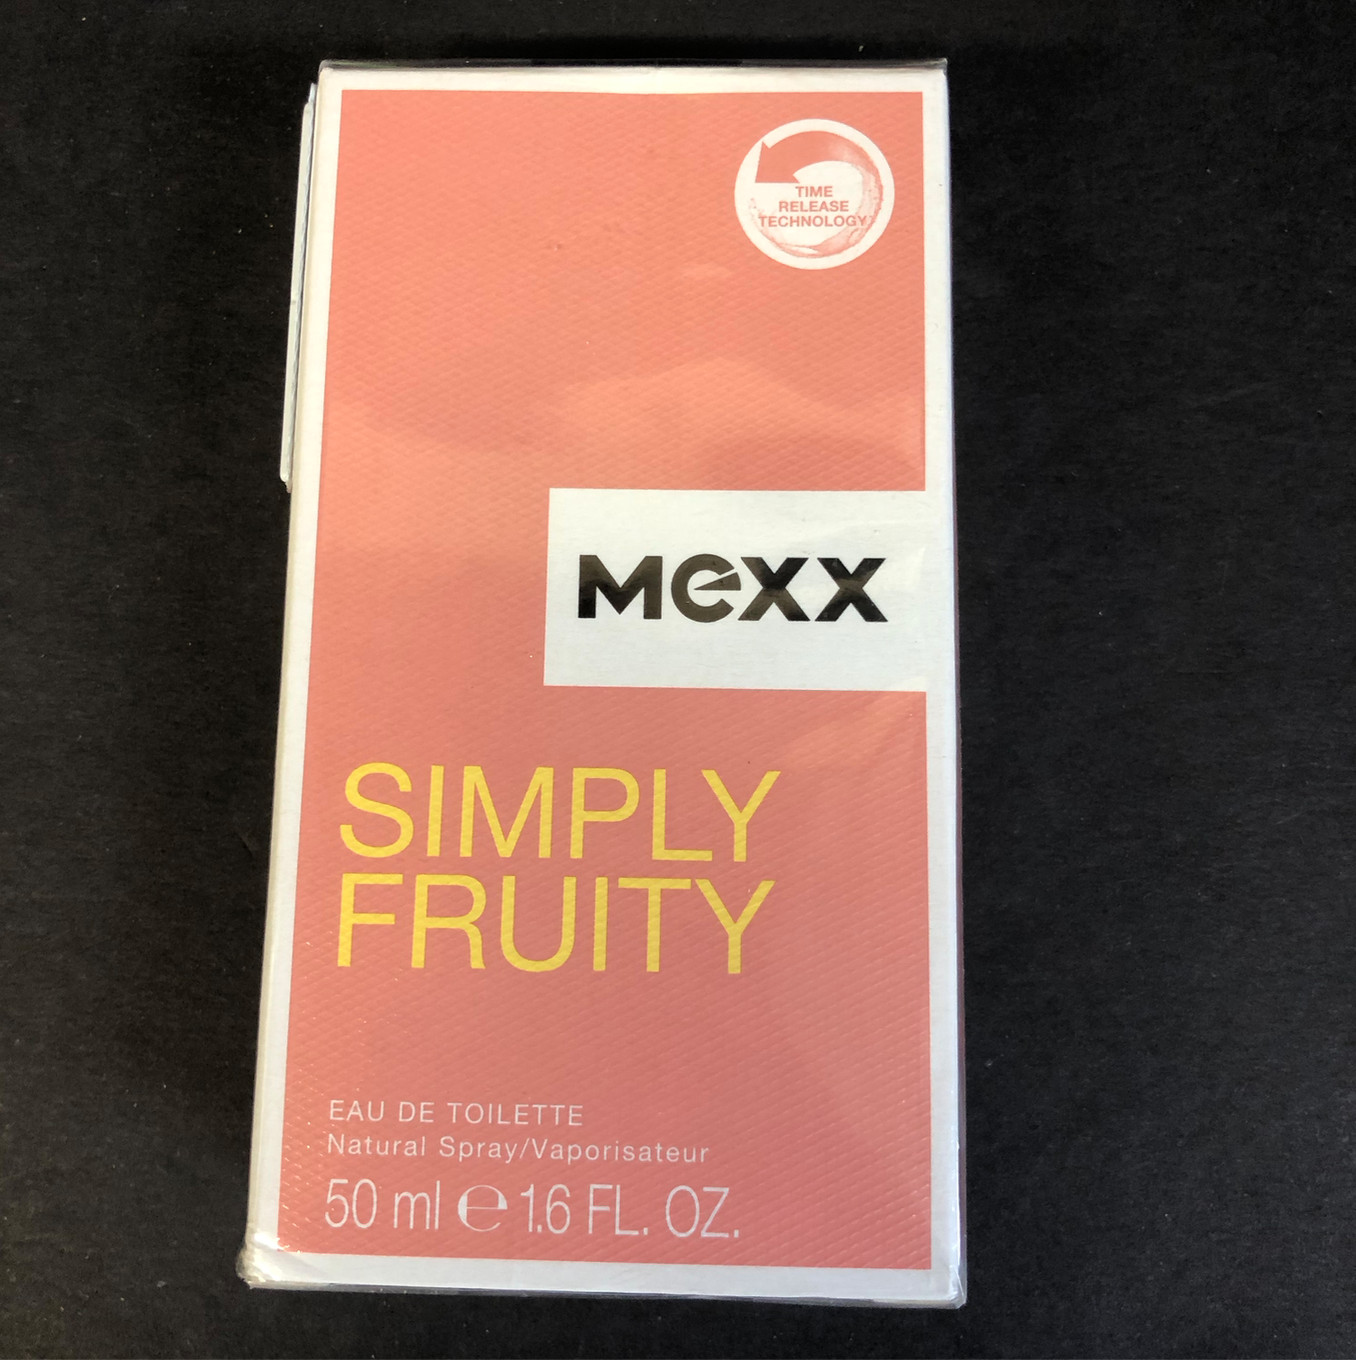 TIME
RELEASE
TECHNOLOGY
Mexx
SIMPLY
FRUITY
EAU DE TOILETTE
Natural Spray/Vaporisateur
50 ml ℮ 1.6 FL. OZ.